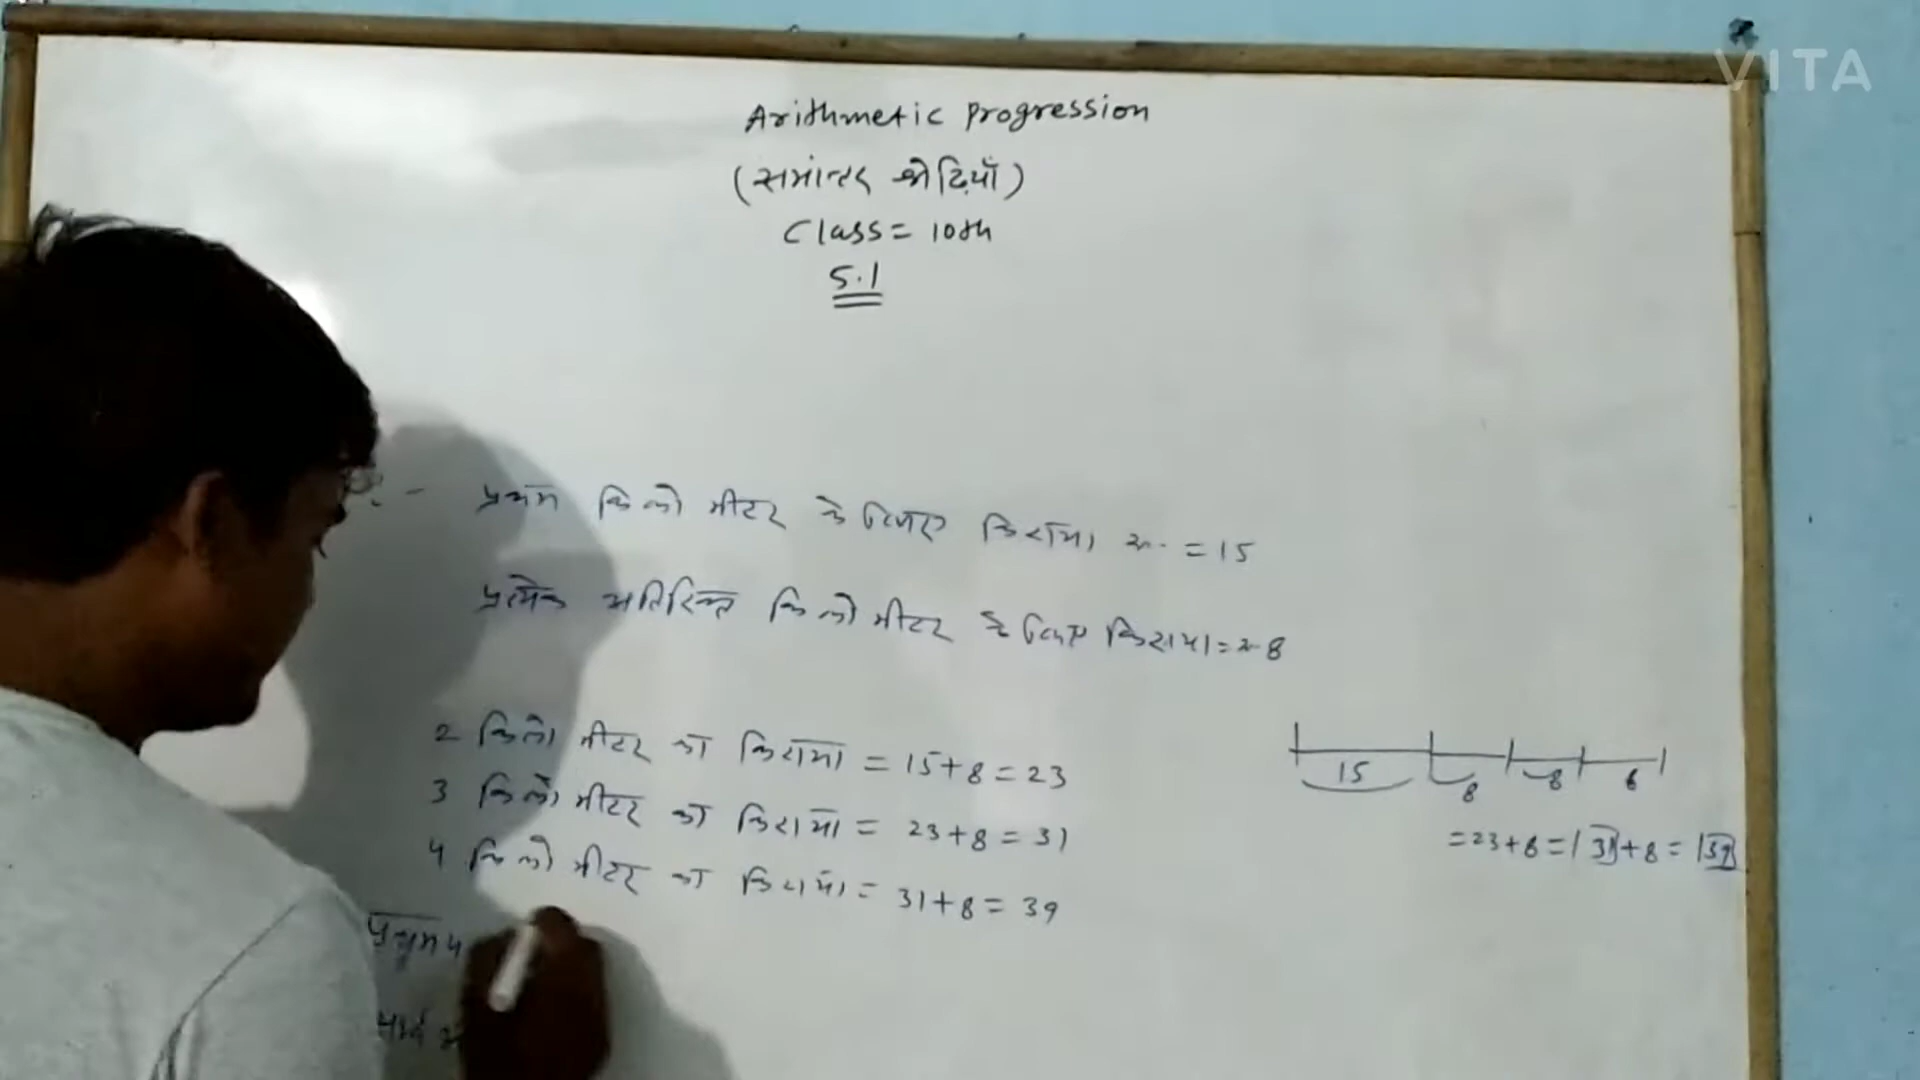 VITA
Arithmetic Progression
(समांतर श्रेढियाँ)
Class = 10th
5.1
:- प्रथम किलो मीटर के लिए किराया रु. = 15
प्रत्येक अतिरिक्त किलो मीटर के लिए किराया = रु 8
2 किलो मीटर का किराया = 15+8 = 23
3 किलो मीटर का किराया = 23+8 = 31
4 किलो मीटर का किराया = 31+8 = 39
15 8 8 8
=23+8 = 31+8 = 39
प्रथम प